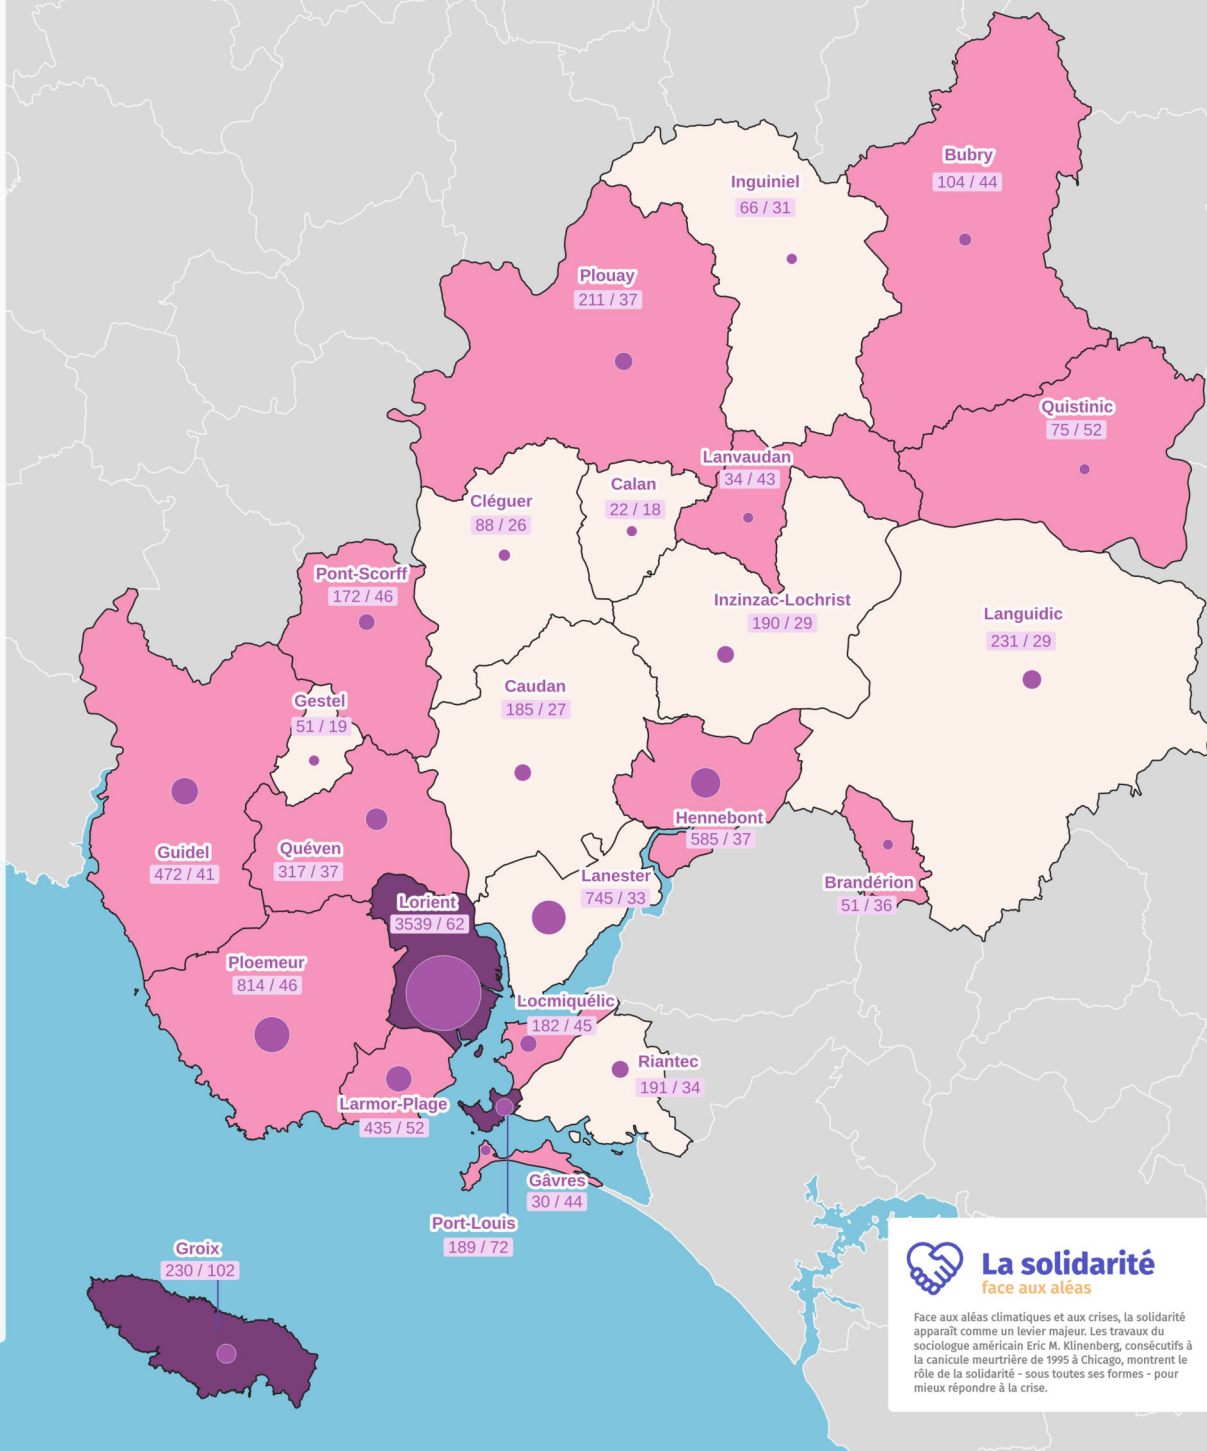 Bubry
104 / 44
Inguiniel
66 / 31
Plouay
211 / 37
Quistinic
75 / 52
Lanvaudan
34 / 43
Calan
22 / 18
Cléguer
88 / 26
Pont-Scorff
172 / 46
Inzinzac-Lochrist
190 / 29
Languidic
231 / 29
Caudan
185 / 27
Gestel
51 / 19
Hennebont
585 / 37
Quéven
317 / 37
Guidel
472 / 41
Lanester
745 / 33
Brandérion
51 / 36
Lorient
3539 / 62
Ploemeur
814 / 46
Locmiquélic
182 / 45
Riantec
191 / 34
Larmor-Plage
435 / 52
Gâvres
30 / 44
Port-Louis
189 / 72
Groix
230 / 102
La solidarité
face aux aléas
Face aux aléas climatiques et aux crises, la solidarité
apparaît comme un levier majeur. Les travaux du
sociologue américain Eric M. Klinenberg, consécutifs à
la canicule meurtrière de 1995 à Chicago, montrent le
rôle de la solidarité - sous toutes ses formes - pour
mieux répondre à la crise.